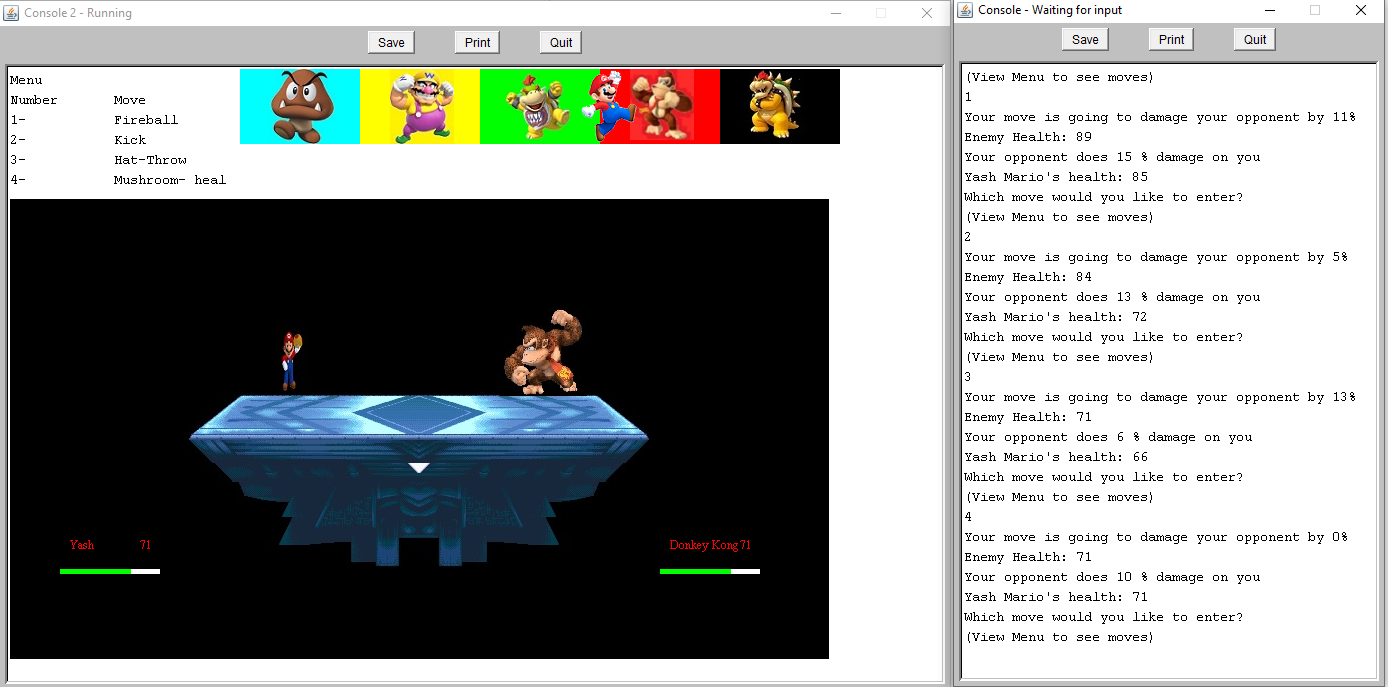 Console 2 - Running
Save Print Quit
Menu
Number Move
1- Fireball
2- Kick
3- Hat-Throw
4- Mushroom- heal
Yash 71
Donkey Kong 71
Console - Waiting for input
Save Print Quit
(View Menu to see moves)
1
Your move is going to damage your opponent by 11%
Enemy Health: 89
Your opponent does 15 % damage on you
Yash Mario's health: 85
Which move would you like to enter?
(View Menu to see moves)
2
Your move is going to damage your opponent by 5%
Enemy Health: 84
Your opponent does 13 % damage on you
Yash Mario's health: 72
Which move would you like to enter?
(View Menu to see moves)
3
Your move is going to damage your opponent by 13%
Enemy Health: 71
Your opponent does 6 % damage on you
Yash Mario's health: 66
Which move would you like to enter?
(View Menu to see moves)
4
Your move is going to damage your opponent by 0%
Enemy Health: 71
Your opponent does 10 % damage on you
Yash Mario's health: 71
Which move would you like to enter?
(View Menu to see moves)